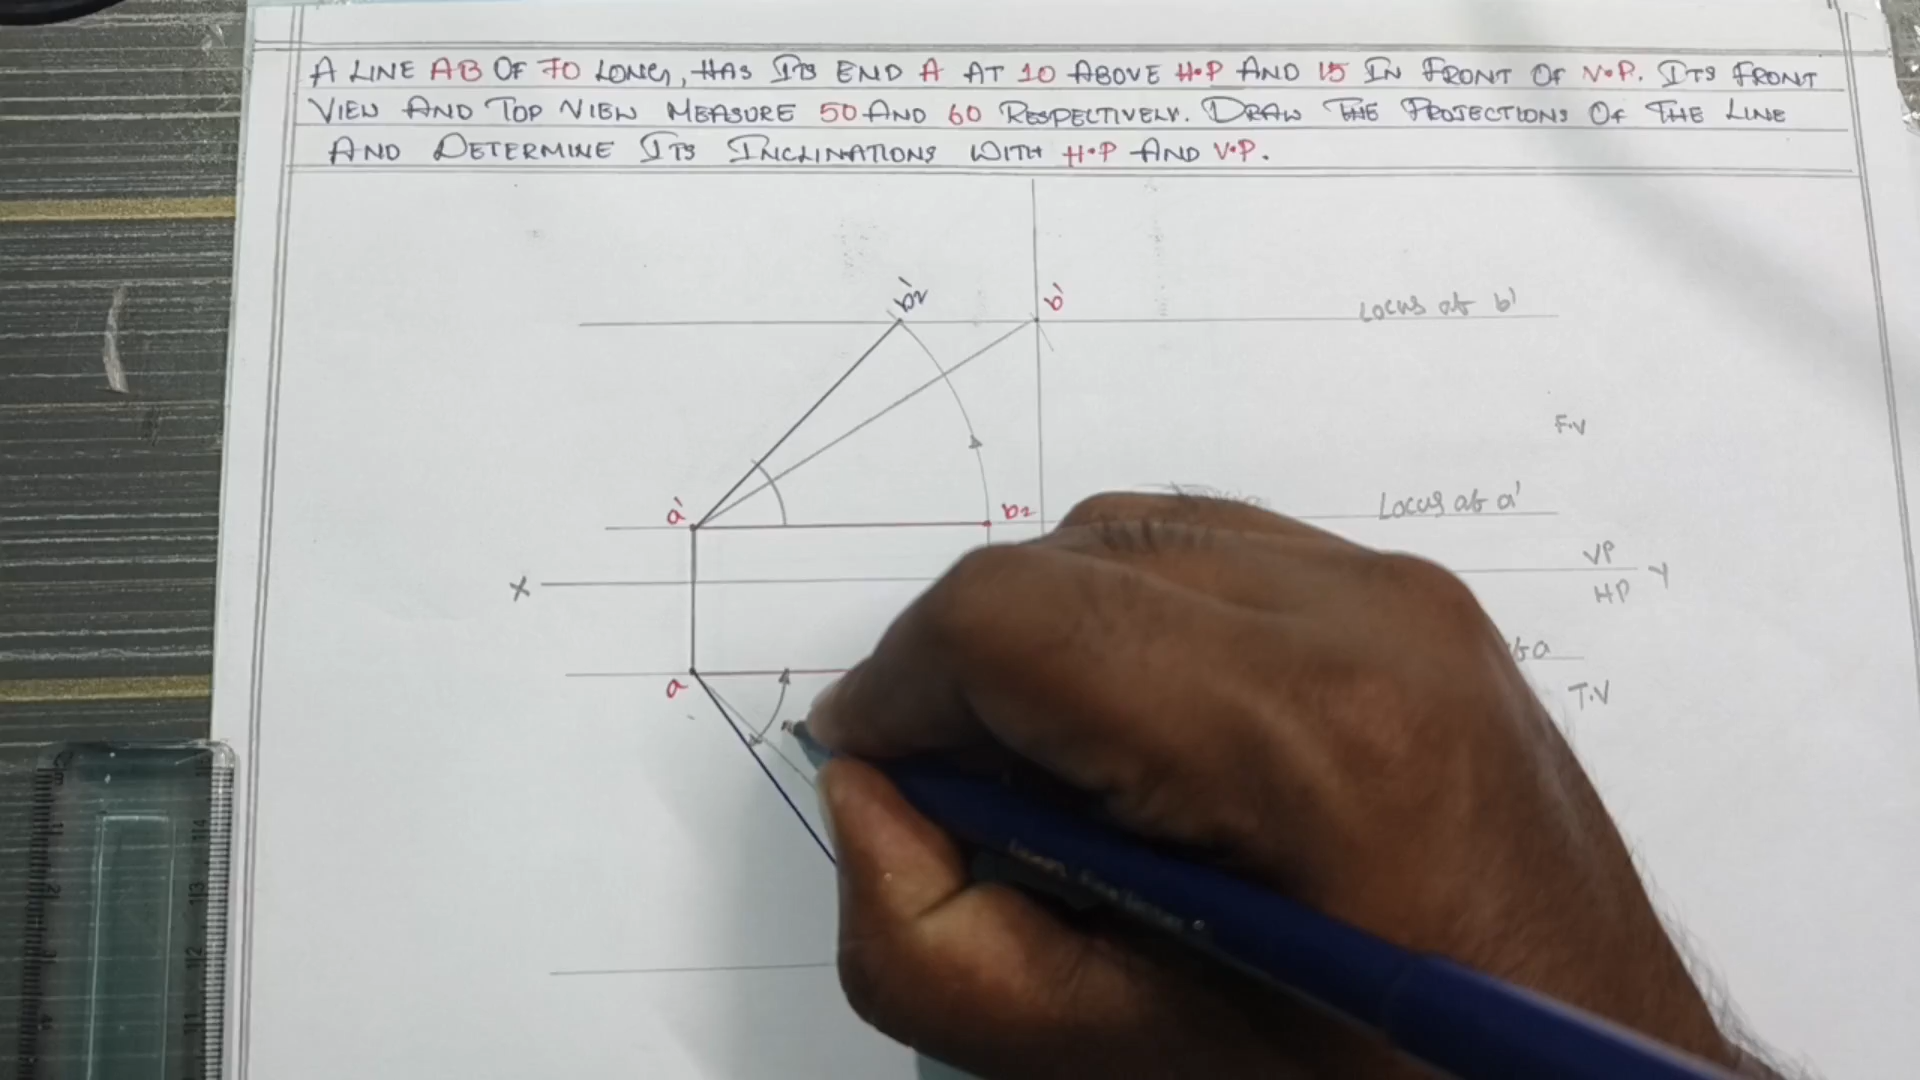 A LINE AB OF 70 LONG, HAS ITS END A AT 10 ABOVE H.P AND 15 IN FRONT OF V.P. ITS FRONT
VIEW AND TOP VIEW MEASURE 50 AND 60 RESPECTIVELY. DRAW THE PROJECTIONS OF THE LINE
AND DETERMINE ITS INCLINATIONS WITH H.P AND V.P.
b2'
b'
Locus of b'
F.V
a'
b2
Locus of a'
VP
X
HP
Y
a
T.V
a
cm